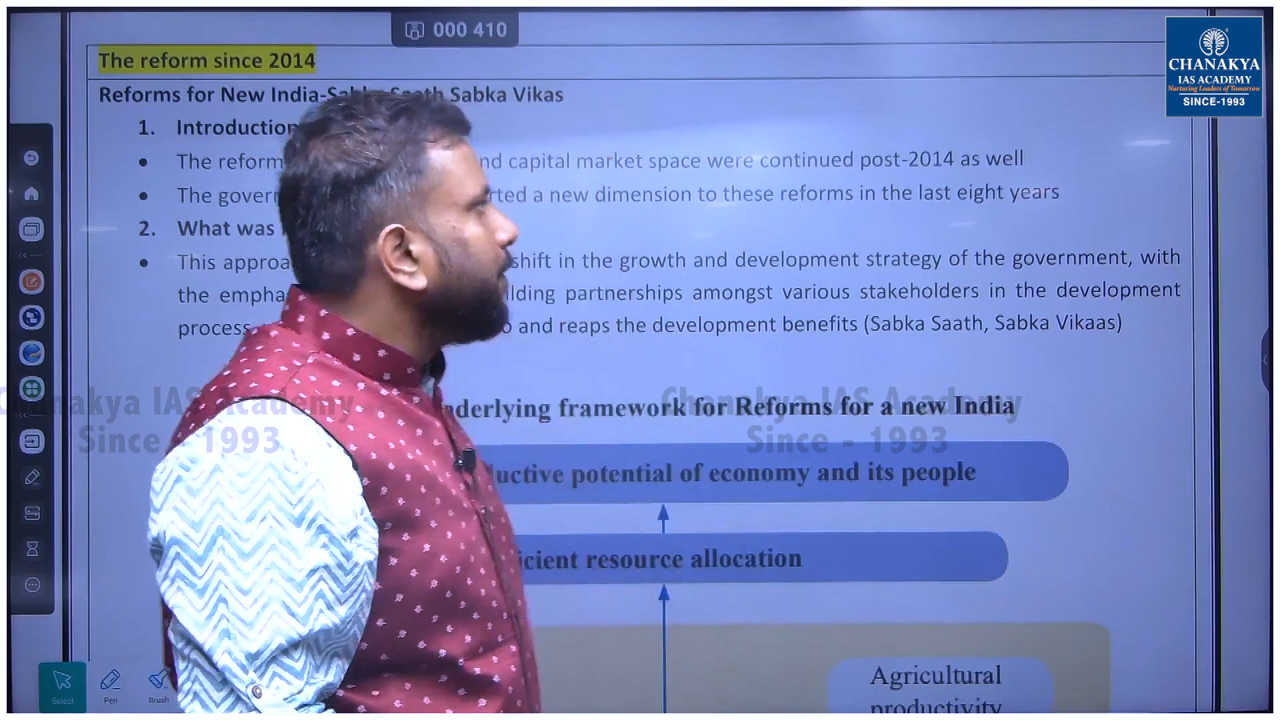 000 410
CHANAKYA
IAS ACADEMY
Nurturing Leaders of Tomorrow
SINCE-1993
The reform since 2014
Reforms for New India-Sabka Saath Sabka Vikas
1. Introduction
• The reform nd capital market space were continued post-2014 as well
• The gover rted a new dimension to these reforms in the last eight years
2. What was
• This approa shift in the growth and development strategy of the government, with
the empha lding partnerships amongst various stakeholders in the development
process o and reaps the development benefits (Sabka Saath, Sabka Vikaas)
Chanakya IAS Academy
Since - 1993
Chanakya IAS Academy
Since - 1993
nderlying framework for Reforms for a new India
uctive potential of economy and its people
icient resource allocation
Agricultural
productivity
Select
Pen
Brush